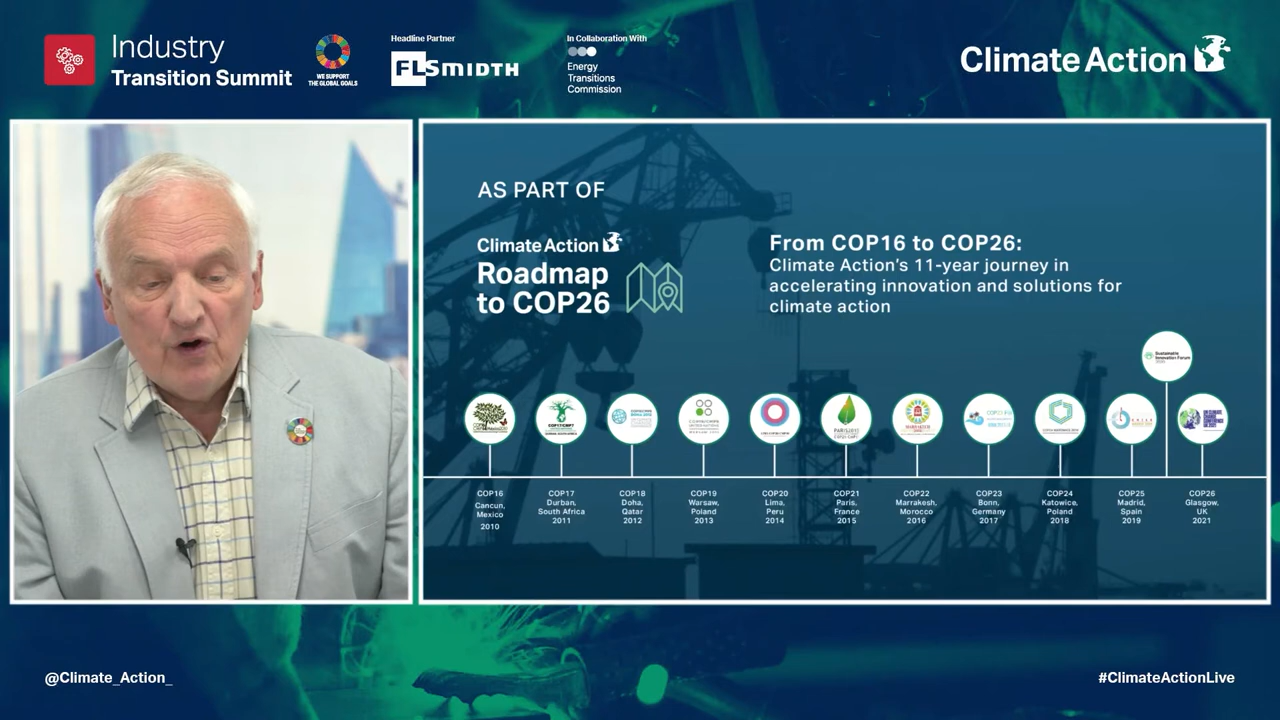 Industry
Transition Summit
WE SUPPORT
THE GLOBAL GOALS
Headline Partner
FLSMIDTH
In Collaboration With
Energy
Transitions
Commission
Climate Action
AS PART OF
Climate Action
Roadmap
to COP26
From COP16 to COP26:
Climate Action's 11-year journey in
accelerating innovation and solutions for
climate action
Sustainable
Innovation Forum
COP16
Cancun,
Mexico
2010
COP17
Durban,
South Africa
2011
COP18
Doha,
Qatar
2012
COP19
Warsaw,
Poland
2013
COP20
Lima,
Peru
2014
COP21
Paris,
France
2015
COP22
Marrakesh,
Morocco
2016
COP23
Bonn,
Germany
2017
COP24
Katowice,
Poland
2018
COP25
Madrid,
Spain
2019
COP26
Glasgow,
UK
2021
@Climate_Action_
#ClimateActionLive